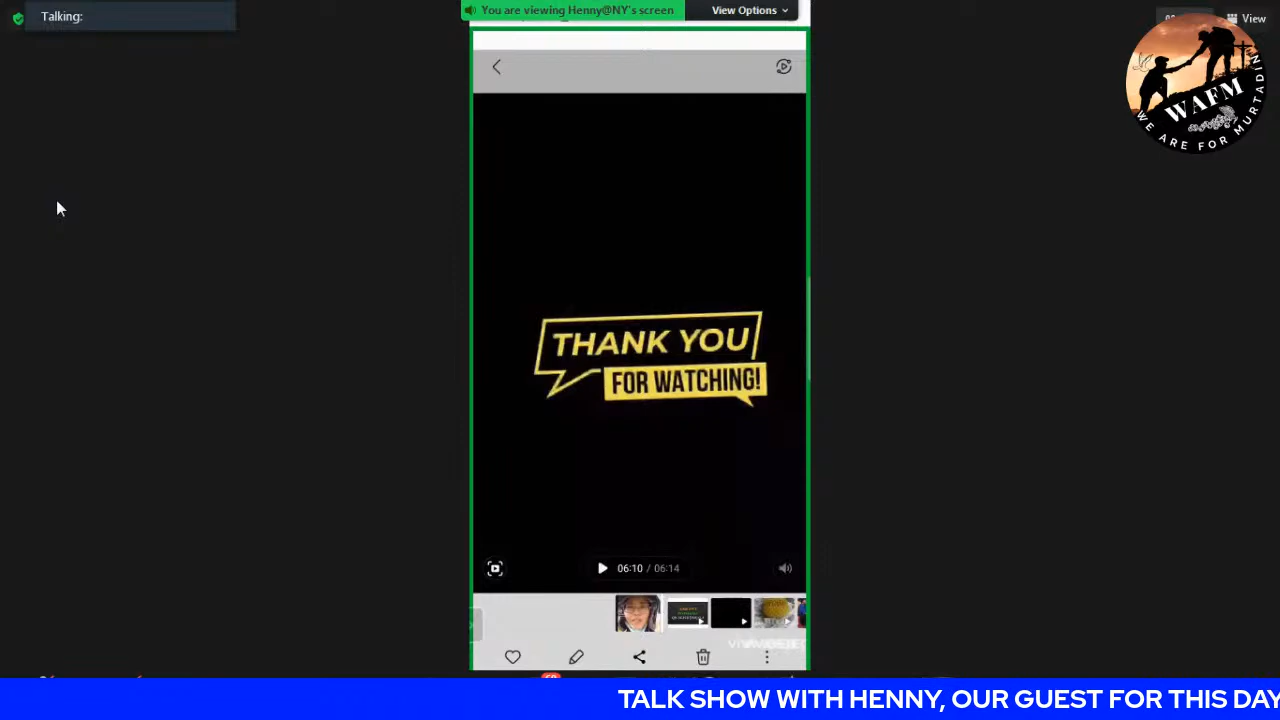 Talking:
You are viewing Henny@NY's screen
View Options
View
WAFM
WE ARE FOR MURTADIN
THANK YOU
FOR WATCHING!
06:10 / 06:14
TALK SHOW WITH HENNY, OUR GUEST FOR THIS DAY